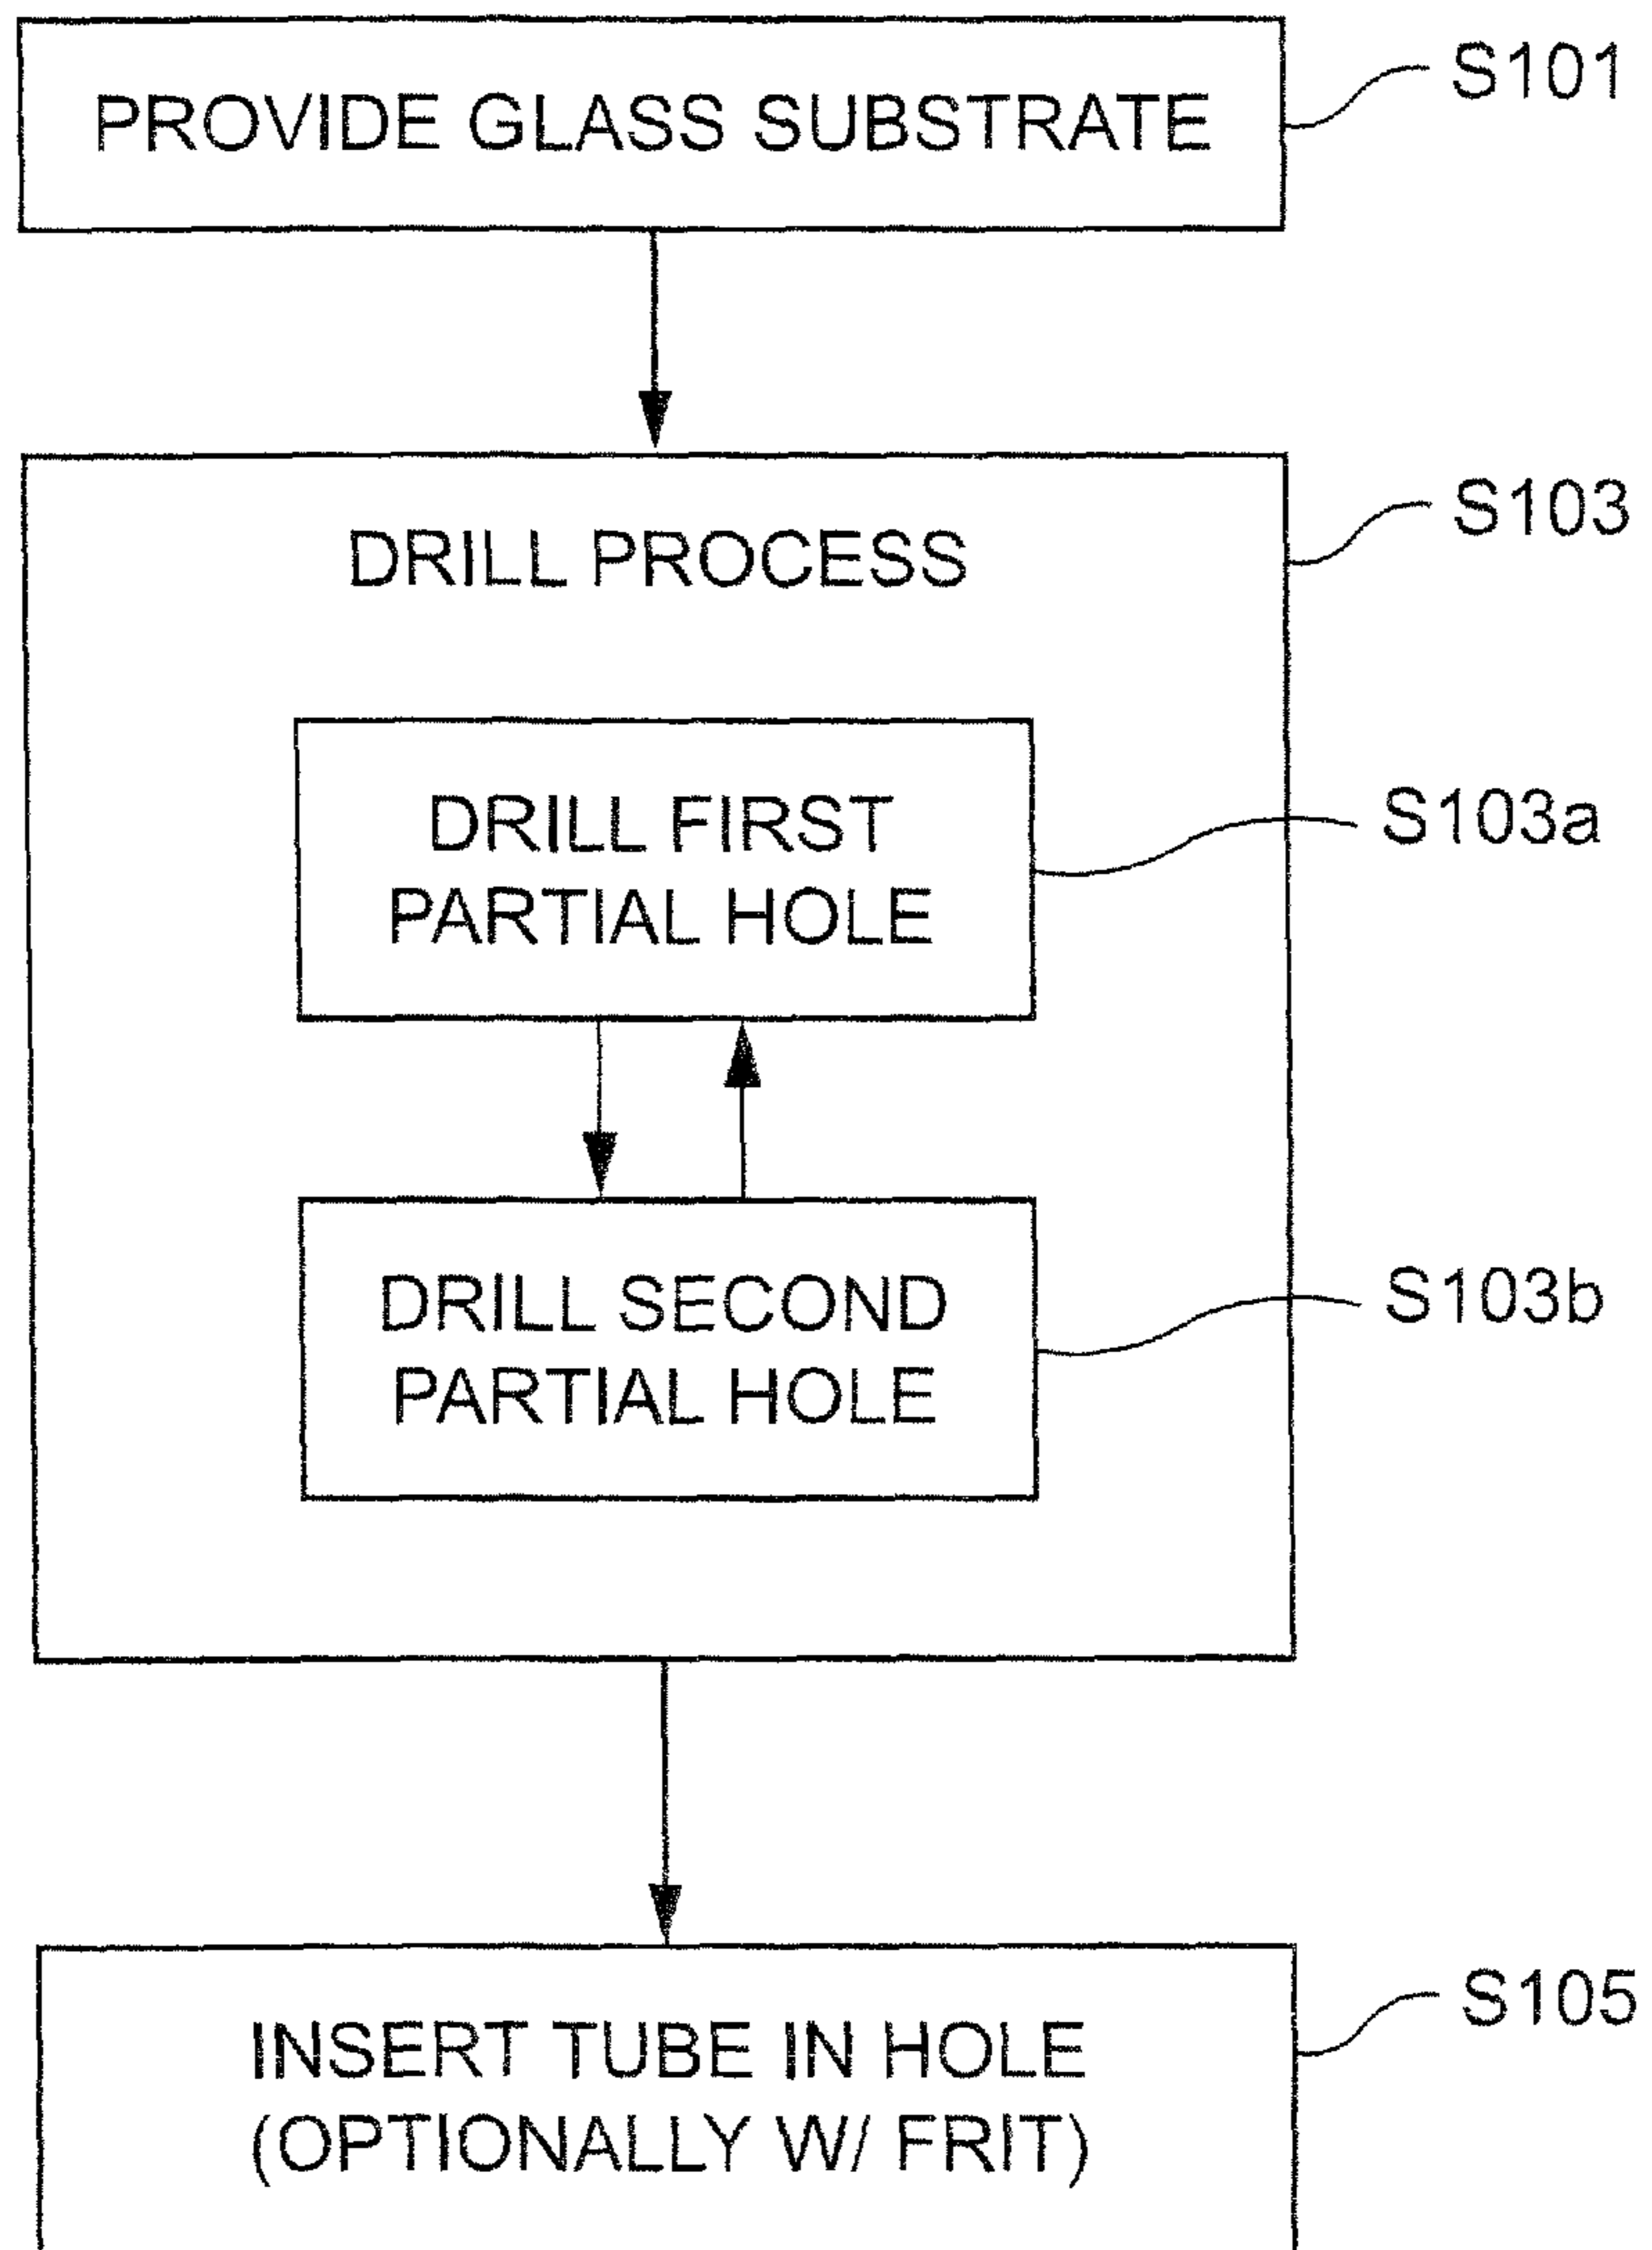 PROVIDE GLASS SUBSTRATE
S101
DRILL PROCESS
S103
DRILL FIRST
PARTIAL HOLE
S103a
DRILL SECOND
PARTIAL HOLE
S103b
INSERT TUBE IN HOLE
(OPTIONALLY W/ FRIT)
S105